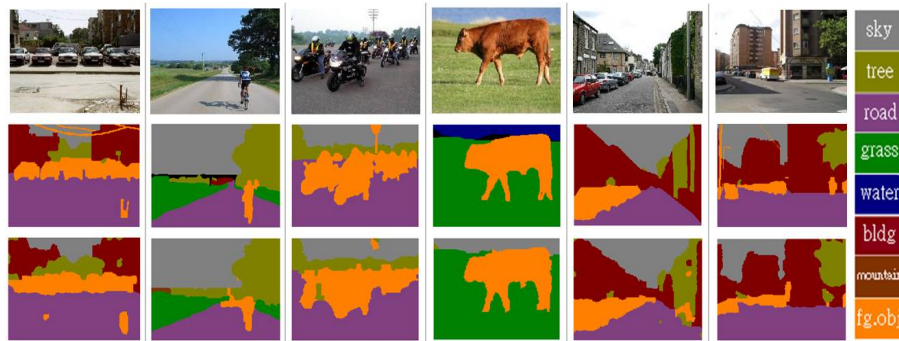 sky
tree
road
grass
water
bldg
mountain
fg.obj